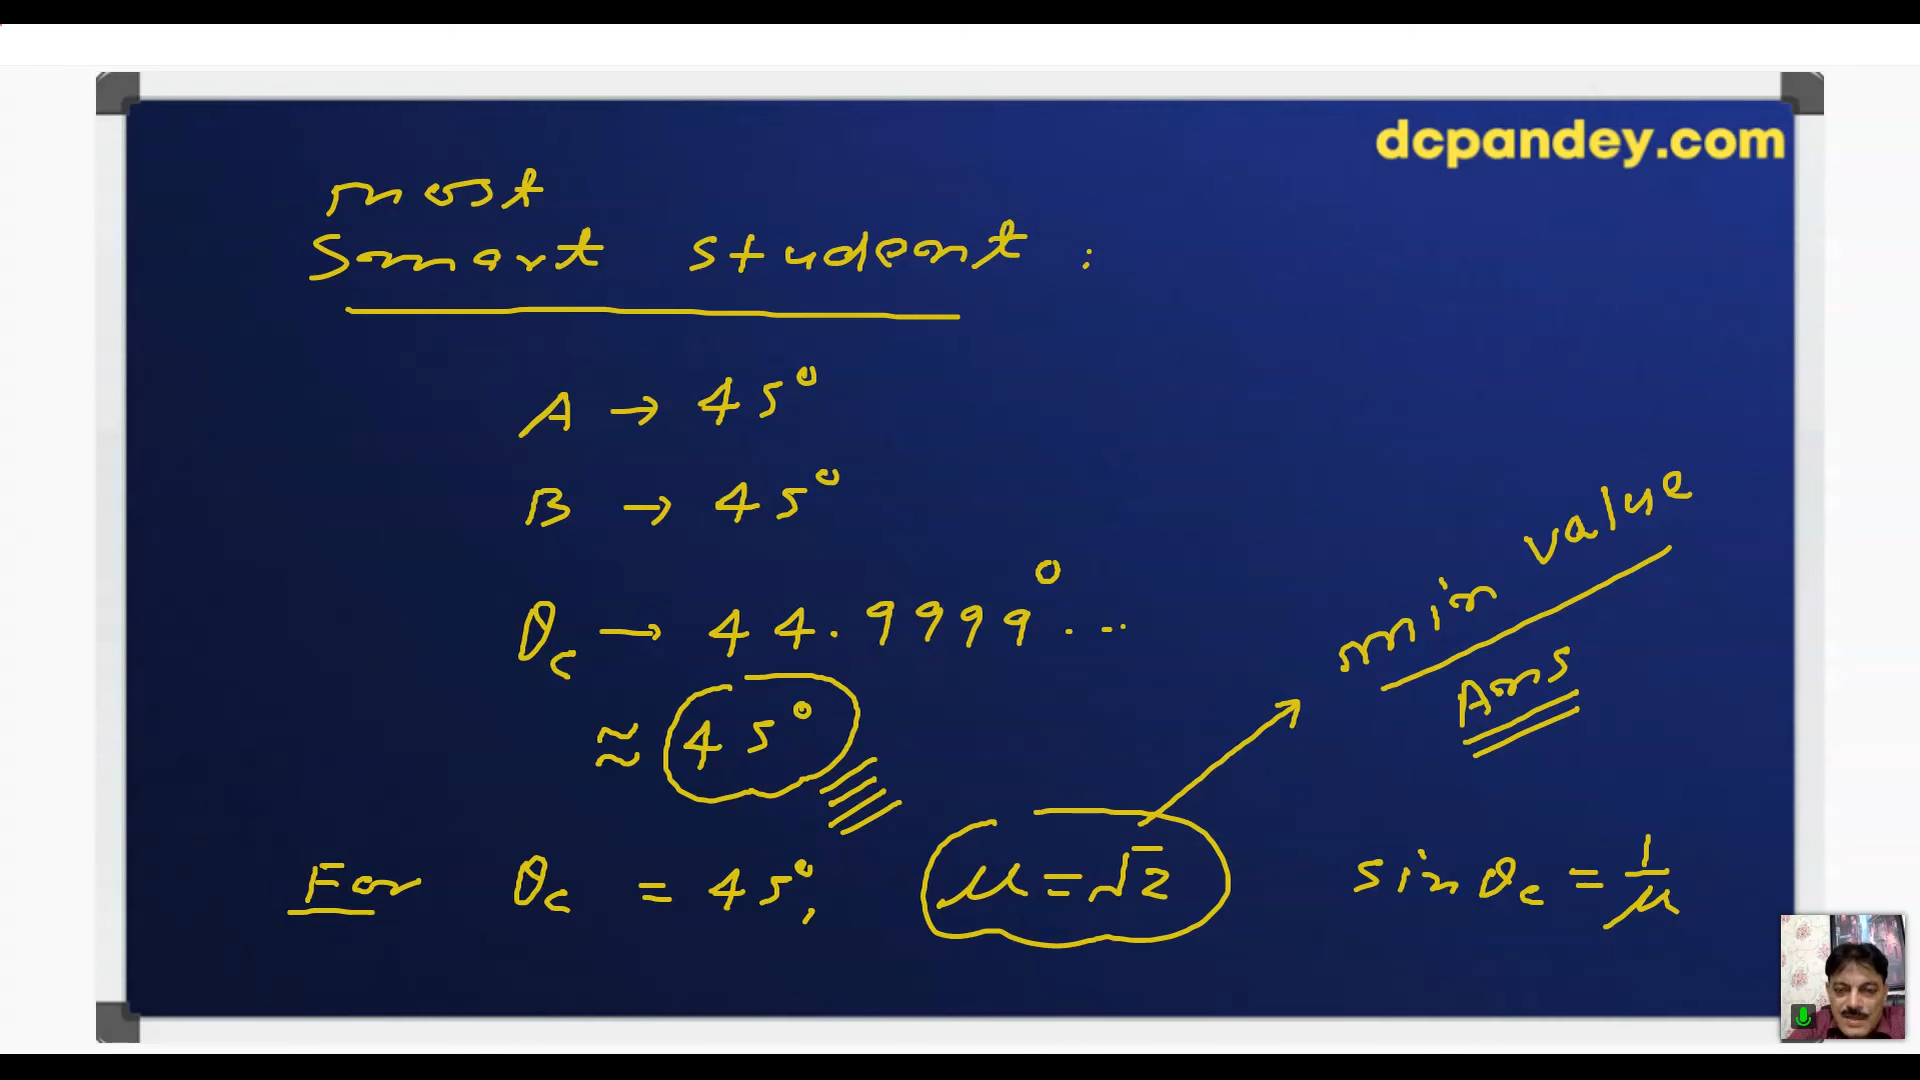 dcpandey.com
most
Smart student :
A → 45°
B → 45°
θc → 44.9999°...
≈ 45°
min value
Ans
For θc = 45°, μ = √2 sin θc = 1/μ